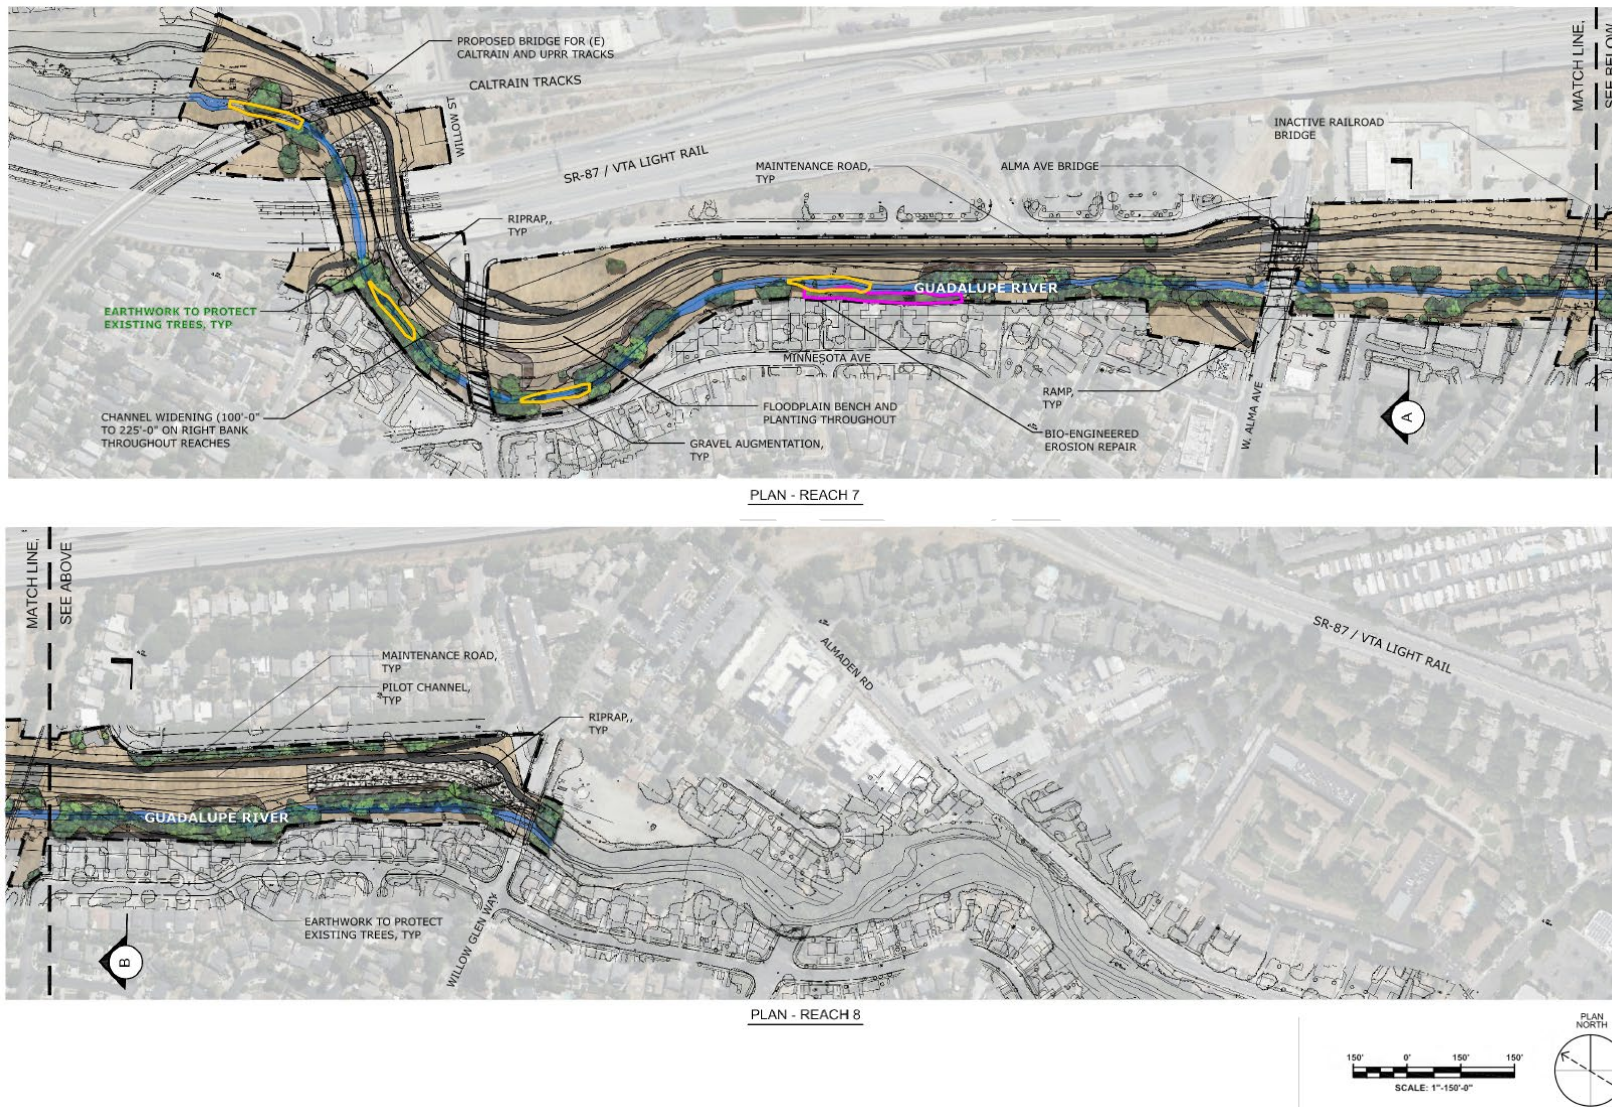 PROPOSED BRIDGE FOR (E)
CALTRAIN AND UPRR TRACKS
CALTRAIN TRACKS
WILLOW ST
SR-87 / VTA LIGHT RAIL
RIPRAP,,
TYP
MAINTENANCE ROAD,
TYP
ALMA AVE BRIDGE
INACTIVE RAILROAD
BRIDGE
MATCH LINE,
SEE BELOW
GUADALUPE RIVER
EARTHWORK TO PROTECT
EXISTING TREES, TYP
MINNESOTA AVE
CHANNEL WIDENING (100'-0"
TO 225'-0" ON RIGHT BANK
THROUGHOUT REACHES
FLOODPLAIN BENCH AND
PLANTING THROUGHOUT
GRAVEL AUGMENTATION,
TYP
RAMP,
TYP
BIO-ENGINEERED
EROSION REPAIR
W. ALMA AVE
A
PLAN - REACH 7
MATCH LINE,
SEE ABOVE
MAINTENANCE ROAD,
TYP
PILOT CHANNEL,
TYP
RIPRAP,,
TYP
ALMADEN RD
SR-87 / VTA LIGHT RAIL
GUADALUPE RIVER
EARTHWORK TO PROTECT
EXISTING TREES, TYP
WILLOW GLEN WAY
B
PLAN - REACH 8
PLAN
NORTH
150' 0' 150' 150'
SCALE: 1"-150'-0"